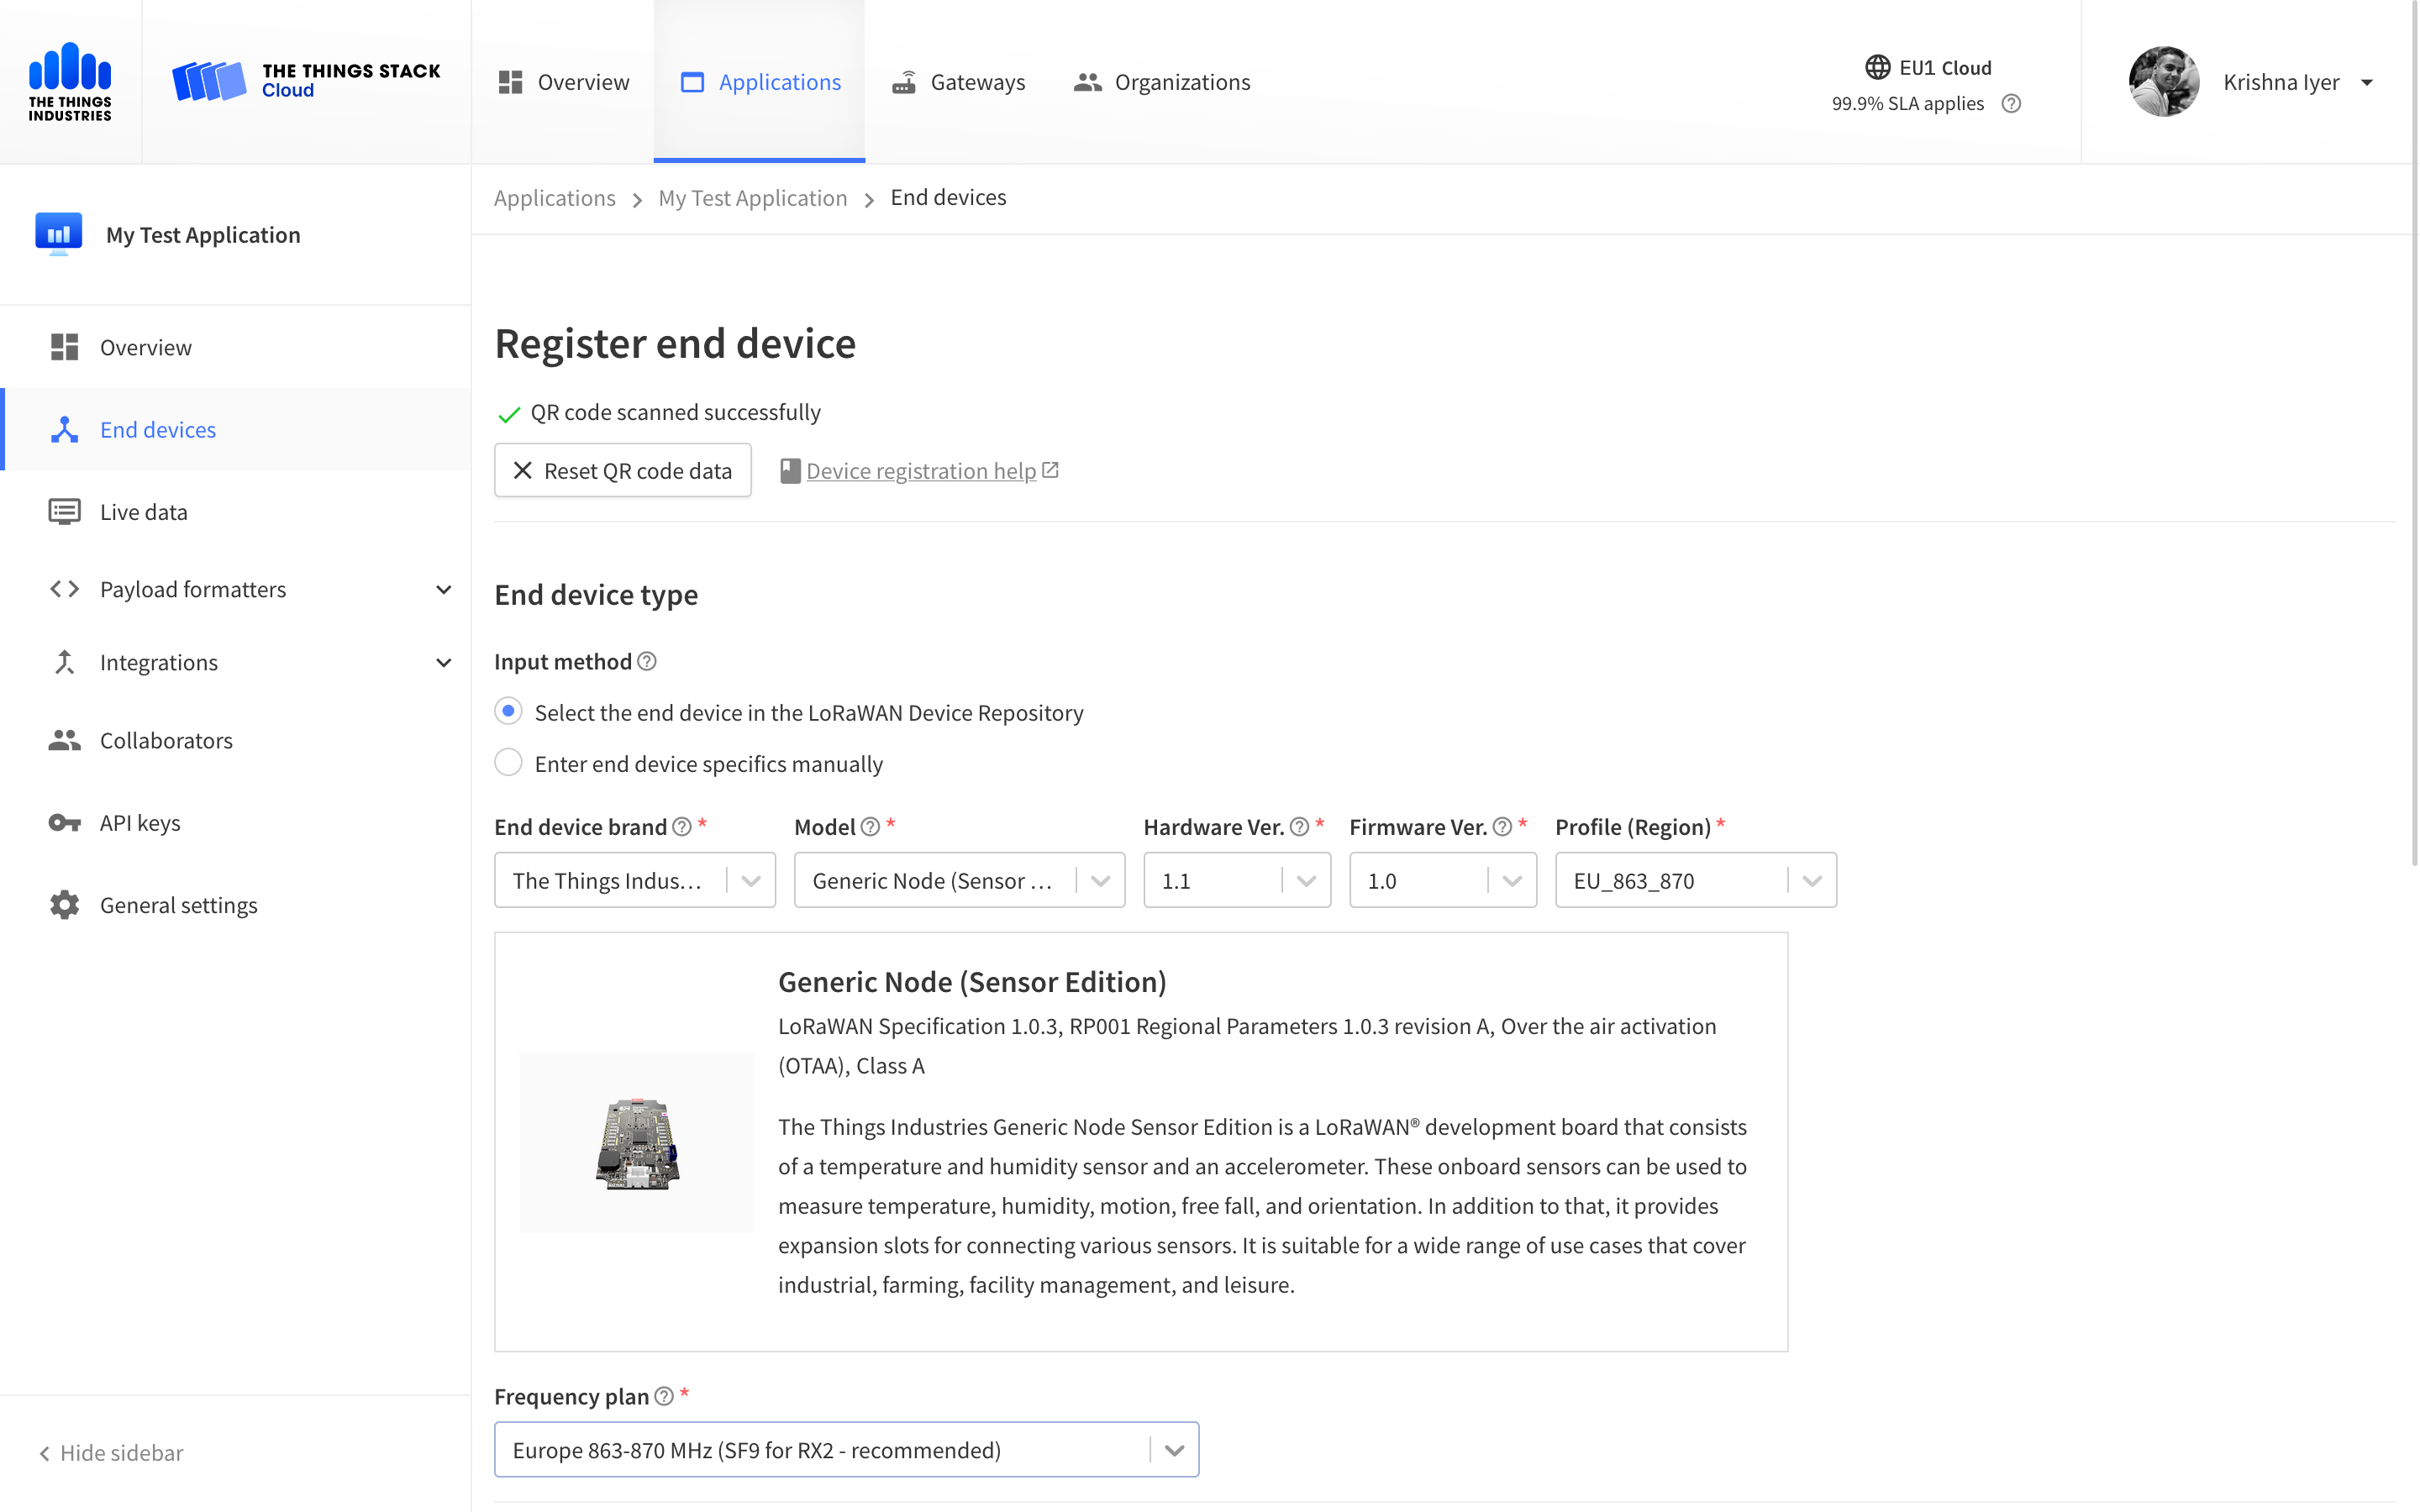 THE THINGS
INDUSTRIES
THE THINGS STACK
Cloud
Overview
Applications
Gateways
Organizations
EU1 Cloud
99.9% SLA applies
Krishna Iyer
My Test Application
Overview
End devices
Live data
Payload formatters
Integrations
Collaborators
API keys
General settings
Hide sidebar
Applications > My Test Application > End devices
Register end device
QR code scanned successfully
Reset QR code data
Device registration help
End device type
Input method
Select the end device in the LoRaWAN Device Repository
Enter end device specifics manually
End device brand * Model * Hardware Ver. * Firmware Ver. * Profile (Region) *
The Things Indus... Generic Node (Sensor ... 1.1 1.0 EU_863_870
Generic Node (Sensor Edition)
LoRaWAN Specification 1.0.3, RP001 Regional Parameters 1.0.3 revision A, Over the air activation
(OTAA), Class A
The Things Industries Generic Node Sensor Edition is a LoRaWAN® development board that consists
of a temperature and humidity sensor and an accelerometer. These onboard sensors can be used to
measure temperature, humidity, motion, free fall, and orientation. In addition to that, it provides
expansion slots for connecting various sensors. It is suitable for a wide range of use cases that cover
industrial, farming, facility management, and leisure.
Frequency plan *
Europe 863-870 MHz (SF9 for RX2 - recommended)